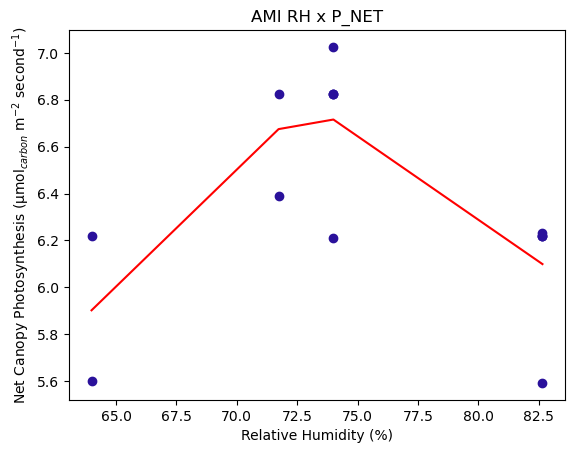 AMI RH x P_NET
Net Canopy Photosynthesis (μmol_carbon m⁻² second⁻¹)
7.0
6.8
6.6
6.4
6.2
6.0
5.8
5.6
65.0 67.5 70.0 72.5 75.0 77.5 80.0 82.5
Relative Humidity (%)